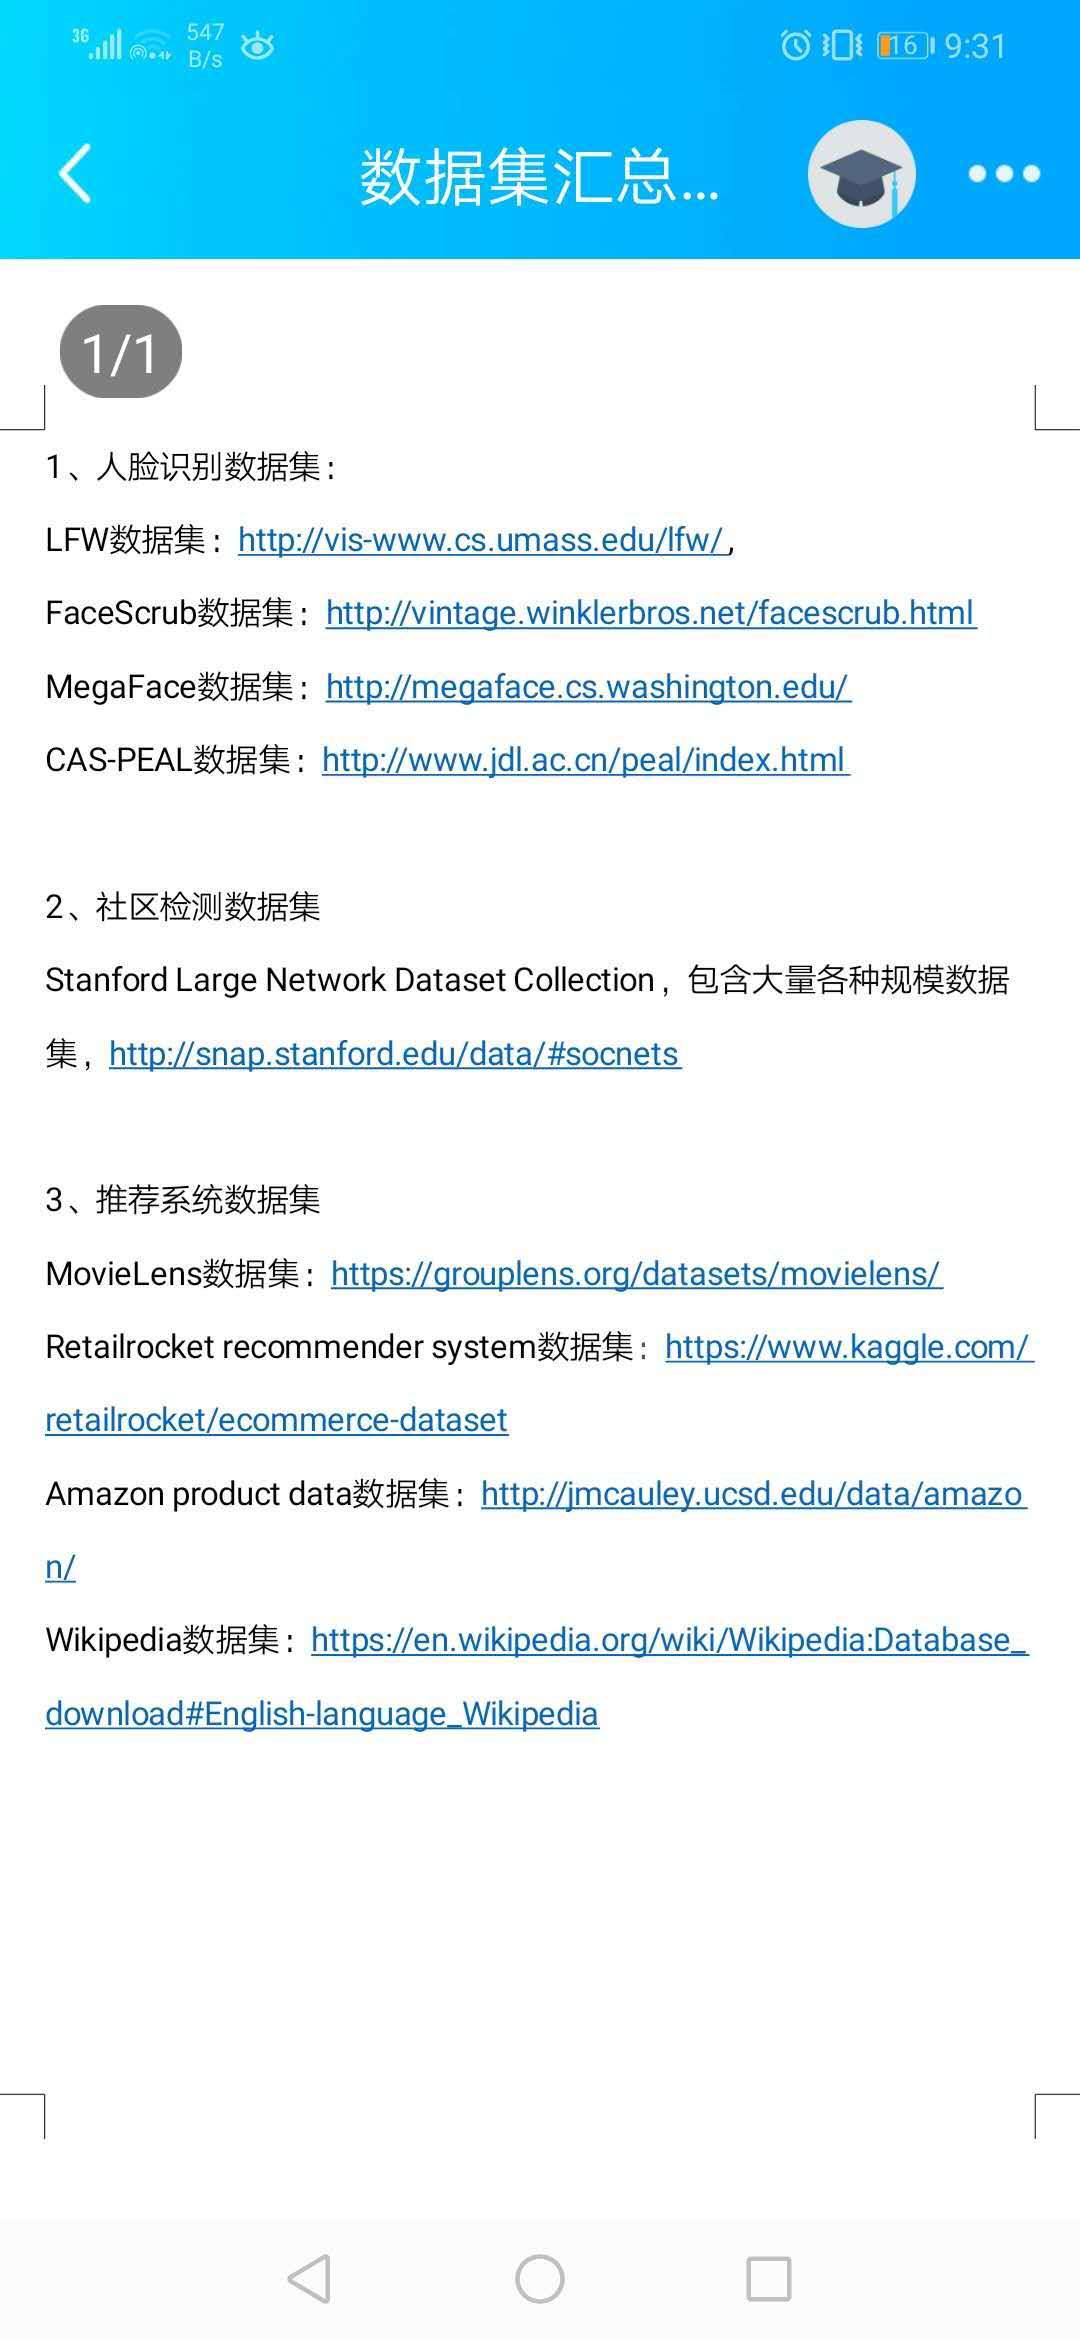 3G 547 B/s 16 9:31
数据集汇总...
1/1
1、人脸识别数据集：
LFW数据集：http://vis-www.cs.umass.edu/lfw/,
FaceScrub数据集：http://vintage.winklerbros.net/facescrub.html
MegaFace数据集：http://megaface.cs.washington.edu/
CAS-PEAL数据集：http://www.jdl.ac.cn/peal/index.html
2、社区检测数据集
Stanford Large Network Dataset Collection，包含大量各种规模数据
集，http://snap.stanford.edu/data/#socnets
3、推荐系统数据集
MovieLens数据集：https://grouplens.org/datasets/movielens/
Retailrocket recommender system数据集：https://www.kaggle.com/
retailrocket/ecommerce-dataset
Amazon product data数据集：http://jmcauley.ucsd.edu/data/amazo
n/
Wikipedia数据集：https://en.wikipedia.org/wiki/Wikipedia:Database_
download#English-language_Wikipedia